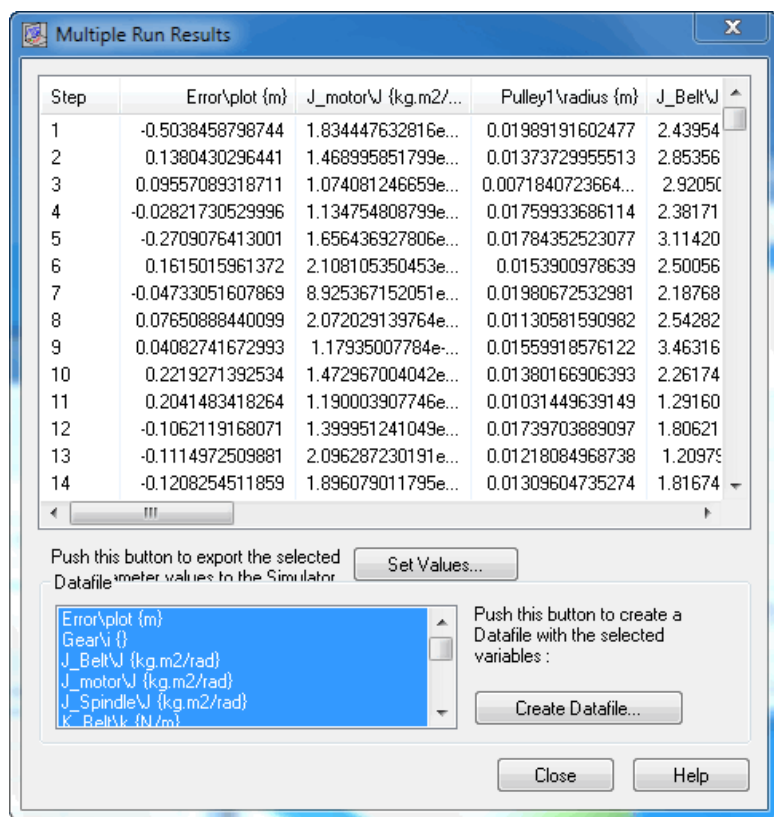 Multiple Run Results
x
Step Error\plot {m} J_motor\J {kg.m2/... Pulley1\radius {m} J_Belt\J
1 -0.5038458798744 1.834447632816e... 0.01989191602477 2.43954
2 0.1380430296441 1.468995851799e... 0.01373729955513 2.85356
3 0.09557089318711 1.074081246659e... 0.0071840723664... 2.92050
4 -0.02821730529996 1.134754808799e... 0.01759933686114 2.38171
5 -0.2709076413001 1.656436927806e... 0.01784352523077 3.11420
6 0.1615015961372 2.108105350453e... 0.0153900978639 2.50056
7 -0.04733051607869 8.925367152051e... 0.01980672532981 2.18768
8 0.07650888440099 2.072029139764e... 0.01130581590982 2.54282
9 0.04082741672993 1.17935007784e-... 0.01559918576122 3.46316
10 0.2219271392534 1.472967004042e... 0.01380166906393 2.26174
11 0.2041483418264 1.190003907746e... 0.01031449639149 1.29160
12 -0.1062119168071 1.399951241049e... 0.01739703889097 1.80621
13 -0.1114972509881 2.096287230191e... 0.01218084968738 1.20979
14 -0.1208254511859 1.896079011795e... 0.01309604735274 1.81674
Push this button to export the selected
meter values to the Simulator
Set Values...
Datafile
Error\plot {m}
Gear\i {}
J_Belt\J {kg.m2/rad}
J_motor\J {kg.m2/rad}
J_Spindle\J {kg.m2/rad}
K_Belt\k {N/m}
Push this button to create a
Datafile with the selected
variables :
Create Datafile...
Close
Help